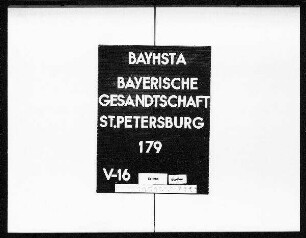 BAYHSTA
BAYERISCHE
GESANDTSCHAFT
ST.PETERSBURG
179
V-16